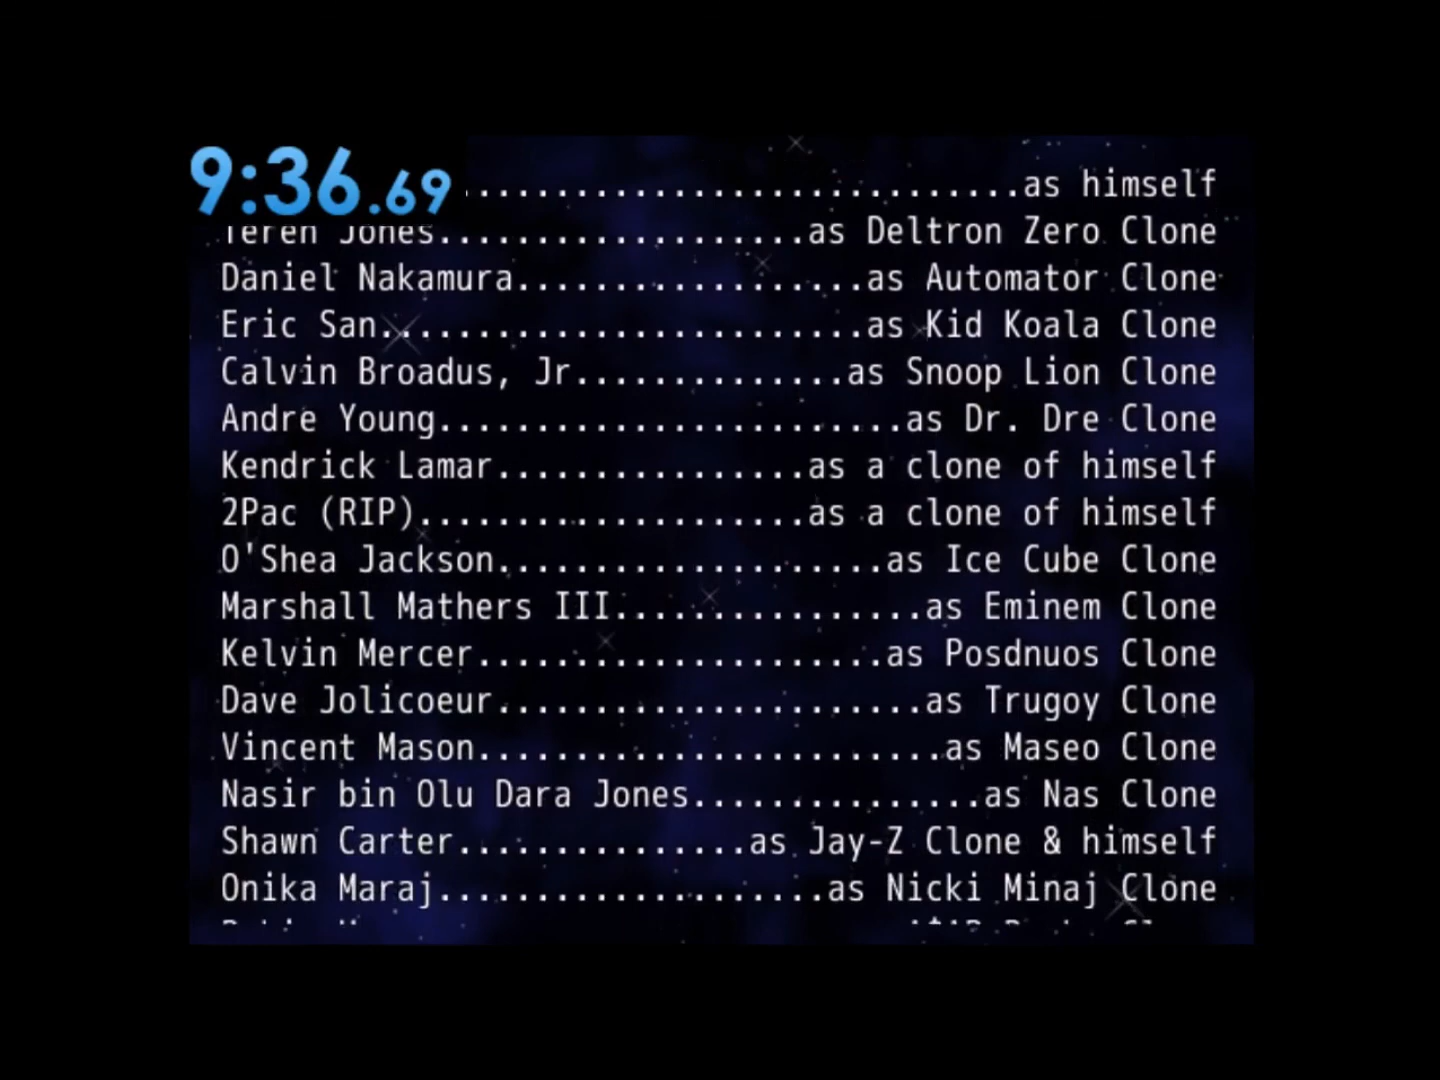 9:36.69
..............................as himself
Teren Jones...................as Deltron Zero Clone
Daniel Nakamura..................as Automator Clone
Eric San.........................as Kid Koala Clone
Calvin Broadus, Jr..............as Snoop Lion Clone
Andre Young........................as Dr. Dre Clone
Kendrick Lamar................as a clone of himself
2Pac (RIP)....................as a clone of himself
O'Shea Jackson....................as Ice Cube Clone
Marshall Mathers III................as Eminem Clone
Kelvin Mercer.....................as Posdnuos Clone
Dave Jolicoeur......................as Trugoy Clone
Vincent Mason........................as Maseo Clone
Nasir bin Olu Dara Jones...............as Nas Clone
Shawn Carter...............as Jay-Z Clone & himself
Onika Maraj....................as Nicki Minaj Clone